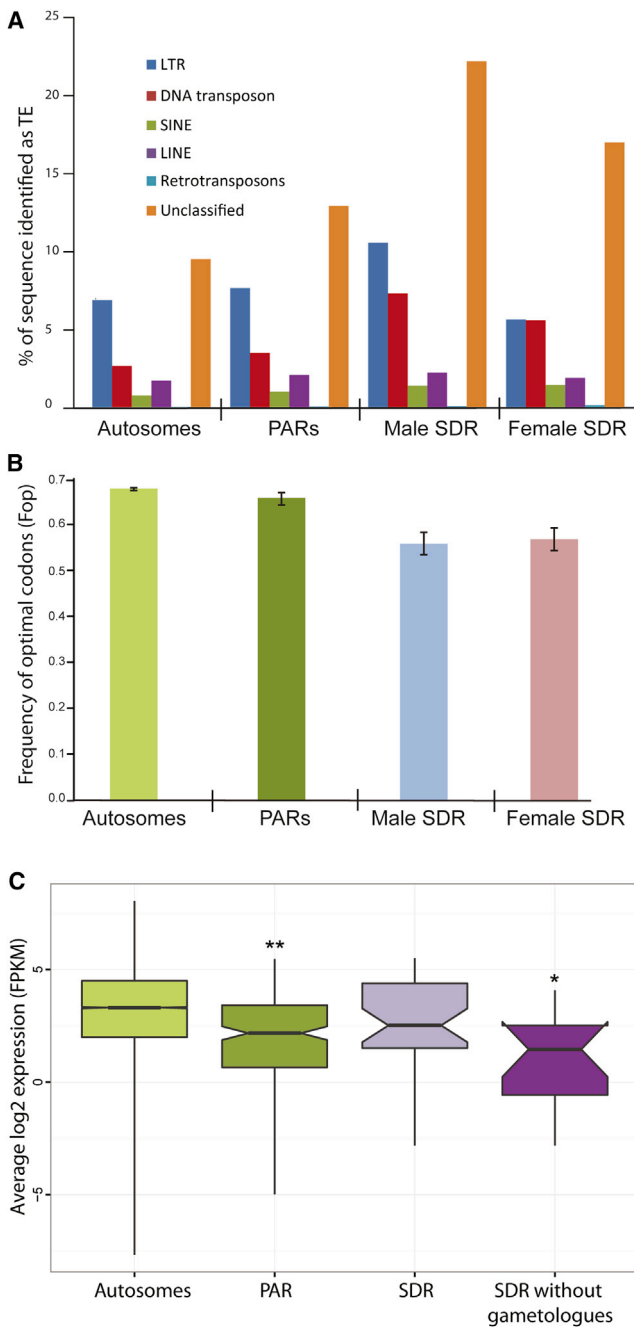 A
% of sequence identified as TE
25
20
15
10
5
0
LTR
DNA transposon
SINE
LINE
Retrotransposons
Unclassified
Autosomes PARs Male SDR Female SDR
B
Frequency of optimal codons (Fop)
0.7
0.6
0.5
0.4
0.3
0.2
0.1
0.0
Autosomes PARs Male SDR Female SDR
C
Average log2 expression (FPKM)
5
0
−5
**
*
Autosomes PAR SDR SDR without
gametologues